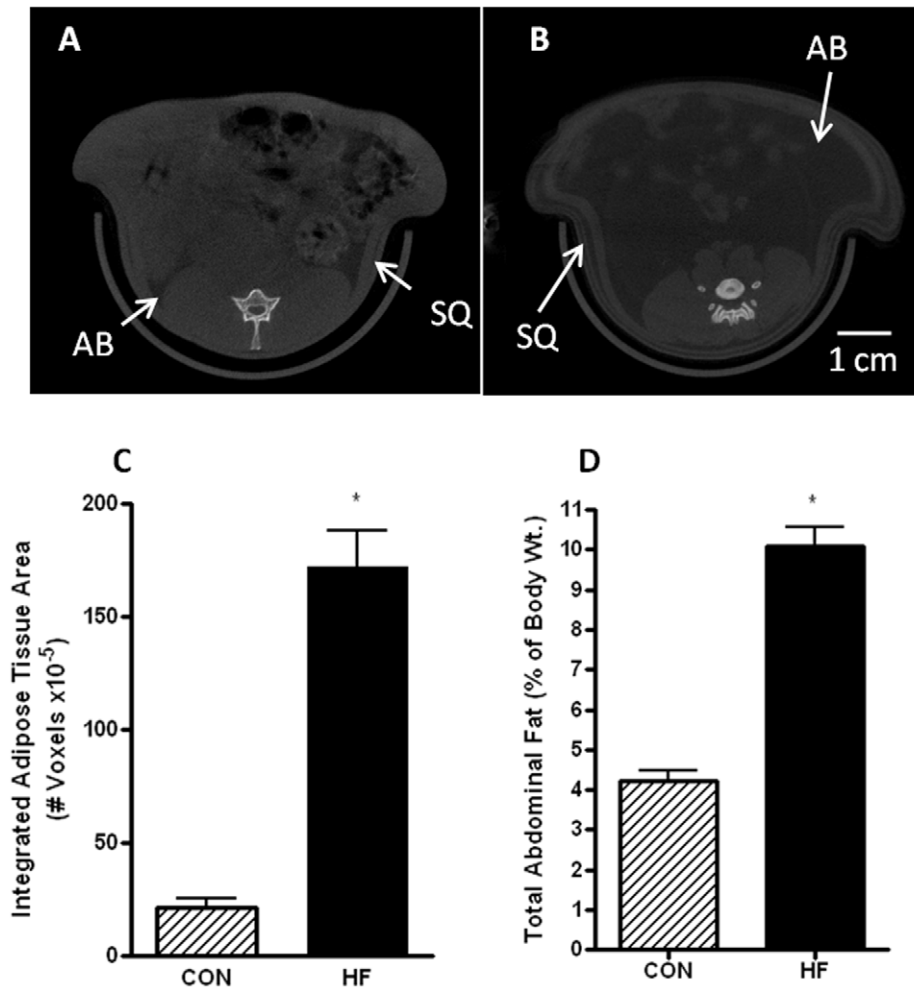 A
AB
SQ
B
AB
SQ
1 cm
C
Integrated Adipose Tissue Area
(# Voxels x10-5)
200
150
100
50
0
*
CON
HF
D
Total Abdominal Fat (% of Body Wt.)
11
10
9
8
7
6
5
4
3
2
1
0
*
CON
HF